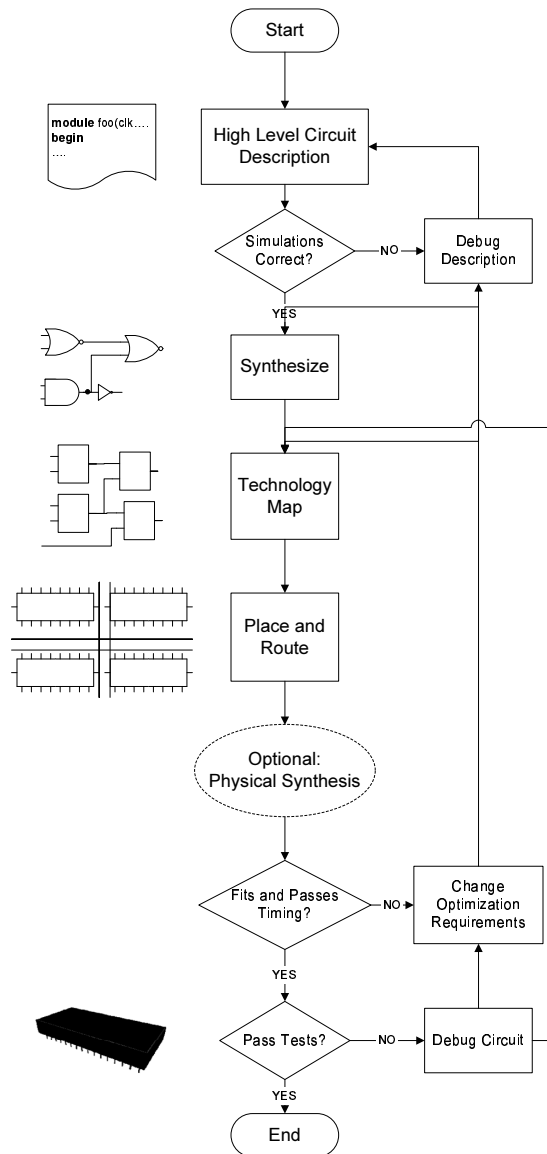 Start
module foo(clk....
begin
....
High Level Circuit
Description
Simulations
Correct?
NO
Debug
Description
YES
Synthesize
Technology
Map
Place and
Route
Optional:
Physical Synthesis
Fits and Passes
Timing?
NO
Change
Optimization
Requirements
YES
Pass Tests?
NO
Debug Circuit
YES
End